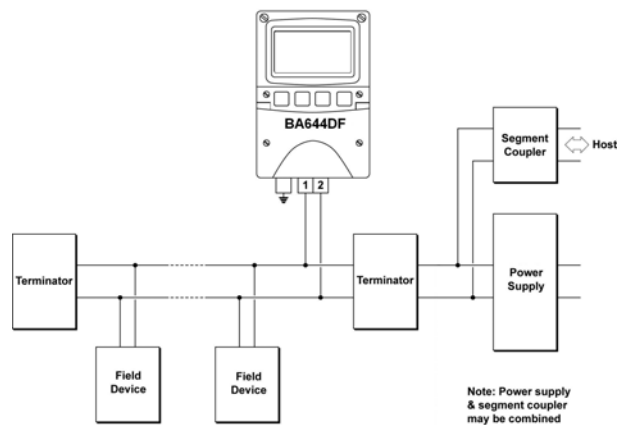 BA644DF
1 2
Segment
Coupler
Host
Terminator
Terminator
Power
Supply
Field
Device
Field
Device
Note: Power supply
& segment coupler
may be combined